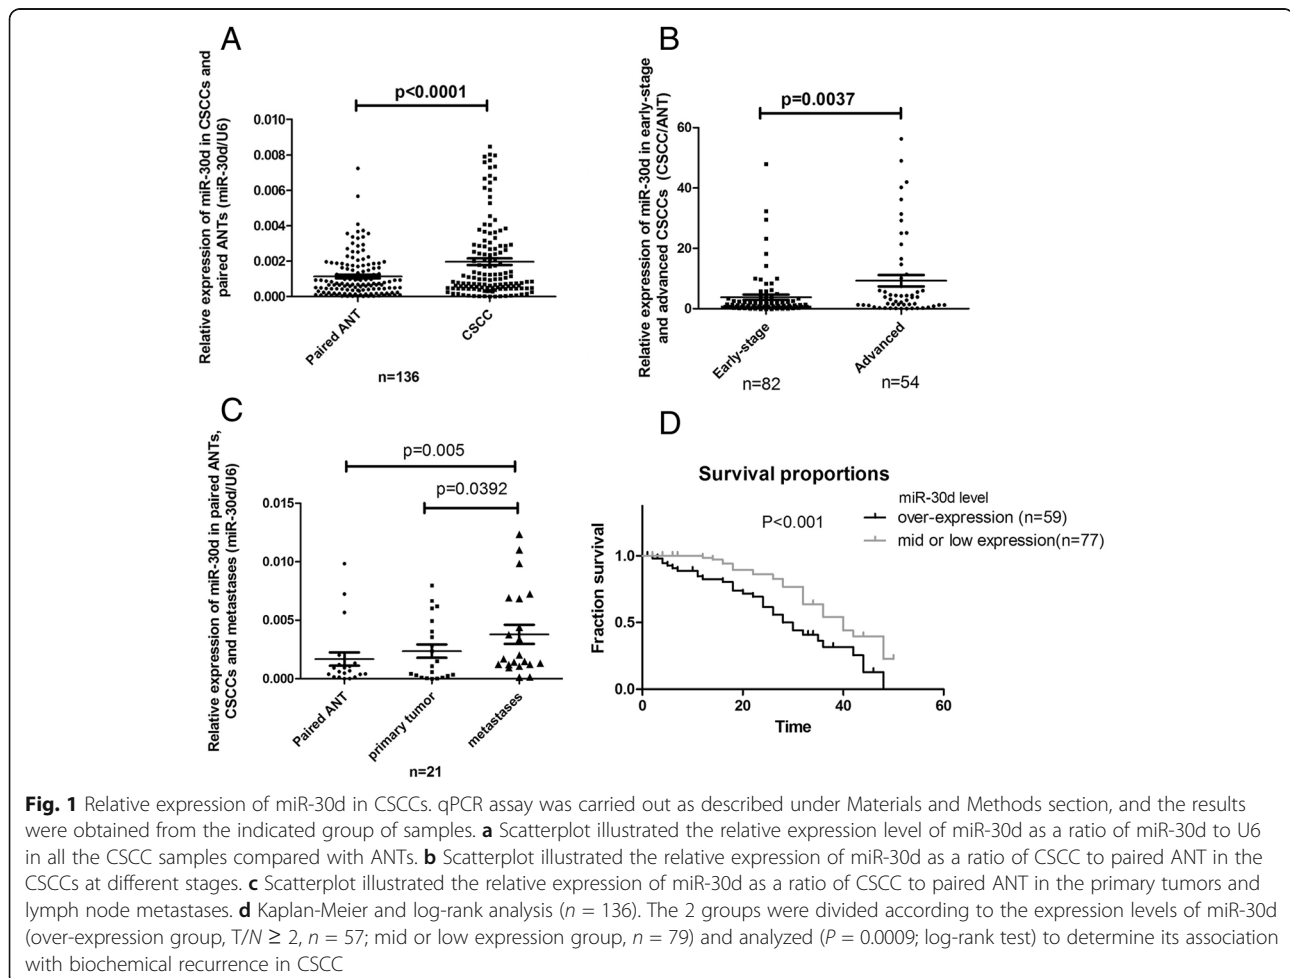 A
Relative expression of miR-30d in CSCCs and
paired ANTs (miR-30d/U6)
p<0.0001
0.010
0.008
0.006
0.004
0.002
0.000
Paired ANT
CSCC
n=136
B
Relative expression of miR-30d in early-stage
and advanced CSCCs (CSCC/ANT)
p=0.0037
60
40
20
0
Early-stage
Advanced
n=82
n=54
C
Relative expression of miR-30d in paired ANTs,
CSCCs and metastases (miR-30d/U6)
p=0.005
p=0.0392
0.015
0.010
0.005
0.000
Paired ANT
primary tumor
metastases
n=21
D
Survival proportions
miR-30d level
over-expression (n=59)
mid or low expression(n=77)
P<0.001
Fraction survival
1.0
0.5
0.0
0
20
40
60
Time
Fig. 1 Relative expression of miR-30d in CSCCs. qPCR assay was carried out as described under Materials and Methods section, and the results
were obtained from the indicated group of samples. a Scatterplot illustrated the relative expression level of miR-30d as a ratio of miR-30d to U6
in all the CSCC samples compared with ANTs. b Scatterplot illustrated the relative expression of miR-30d as a ratio of CSCC to paired ANT in the
CSCCs at different stages. c Scatterplot illustrated the relative expression of miR-30d as a ratio of CSCC to paired ANT in the primary tumors and
lymph node metastases. d Kaplan-Meier and log-rank analysis (n = 136). The 2 groups were divided according to the expression levels of miR-30d
(over-expression group, T/N ≥ 2, n = 57; mid or low expression group, n = 79) and analyzed (P = 0.0009; log-rank test) to determine its association
with biochemical recurrence in CSCC